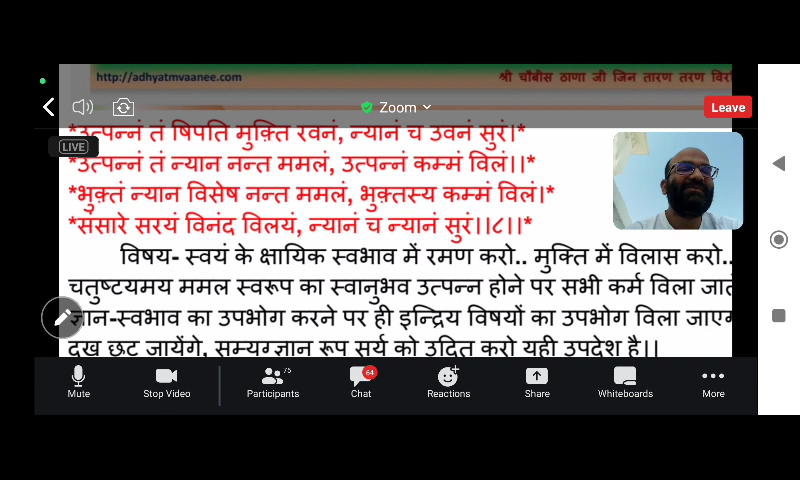 http://adhyatmvaanee.com
श्री चौबीस ठाणा जी जिन तारण तरण
Zoom
Leave
LIVE
*उत्पन्नं तं षिपति मुक़्ति रवनं, न्यानं च उवनं सुरं।*
*उत्पन्नं तं न्यान नन्त ममलं, उत्पन्नं कम्मं विलं।।*
*भुक़्तं न्यान विसेष नन्त ममलं, भुक़्तस्य कम्मं विलं।
*संसारे सरयं विनंद विलयं, न्यानं च न्यानं सुरं।।८।।*
विषय- स्वयं के क्षायिक स्वभाव में रमण करो.. मुक्ति में विलास करो..
चतुष्टयमय ममल स्वरूप का स्वानुभव उत्पन्न होने पर सभी कर्म विला
ज्ञान-स्वभाव का उपभोग करने पर ही इन्द्रिय विषयों का उपभोग विला
दुख छूट जायेंगे, सम्यग्ज्ञान रूप सूर्य को उदित करो यही उपदेश है।।
75
64
Mute
Stop Video
Participants
Chat
Reactions
Share
Whiteboards
More